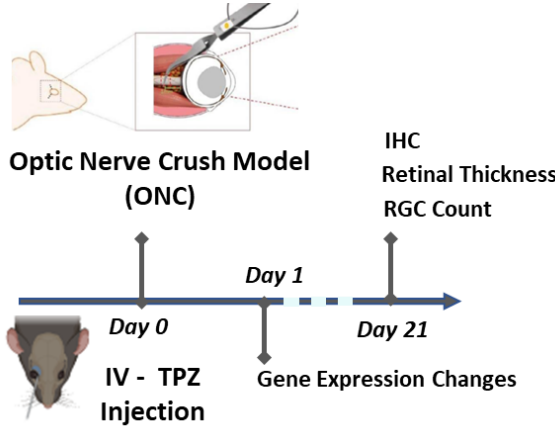 Optic Nerve Crush Model
(ONC)
IHC
Retinal Thickness
RGC Count
Day 1
Day 0
Day 21
IV - TPZ
Injection
Gene Expression Changes